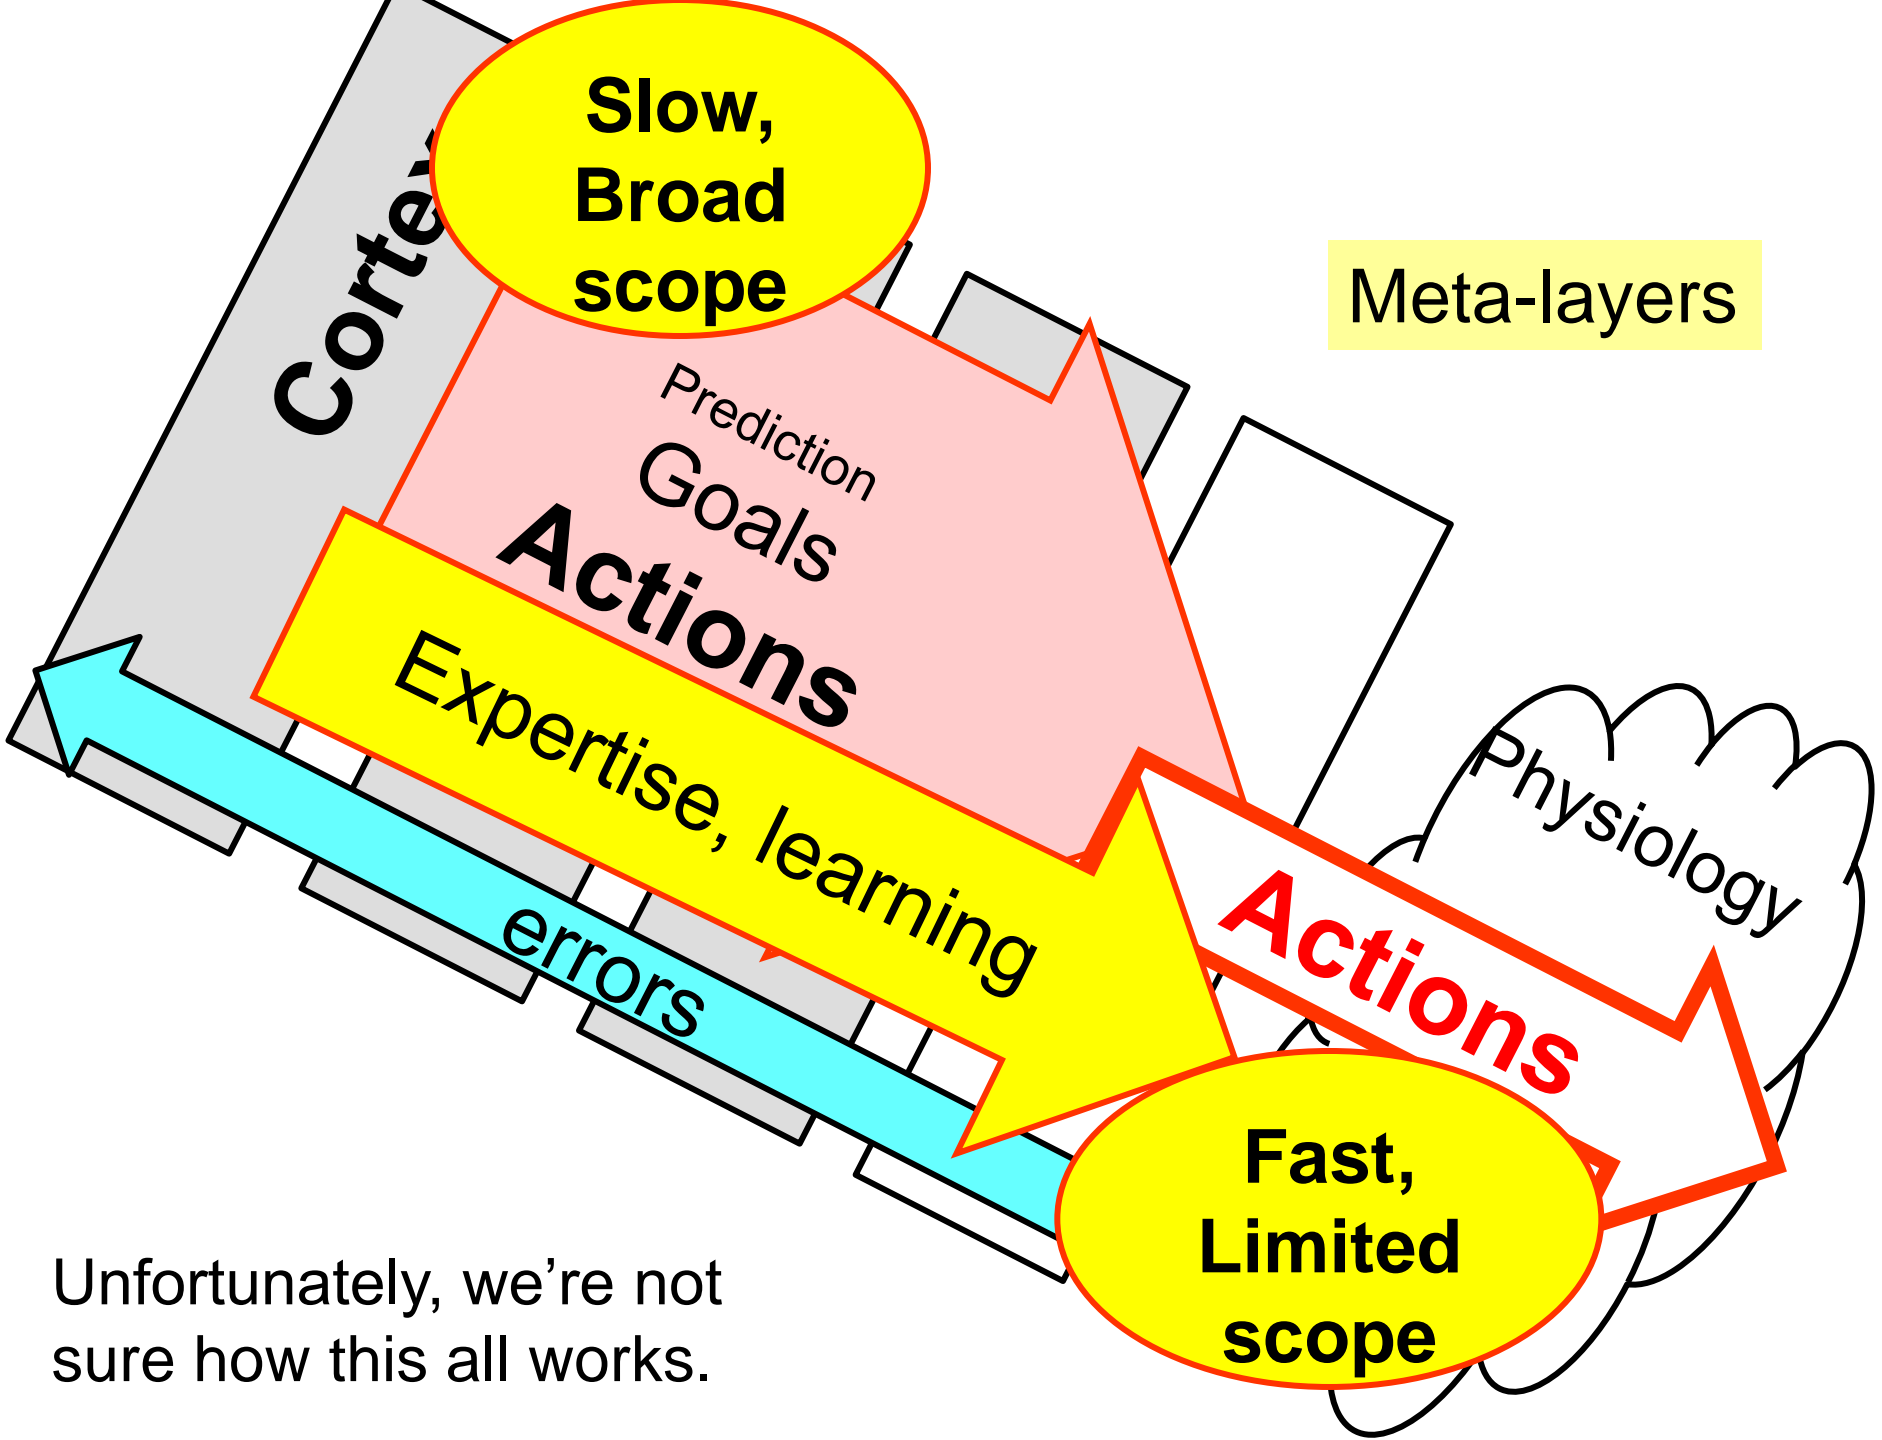 Slow,
Broad
scope
Cortex
Meta-layers
Prediction
Goals
Actions
Expertise, learning
errors
Physiology
Actions
Fast,
Limited
scope
Unfortunately, we’re not
sure how this all works.